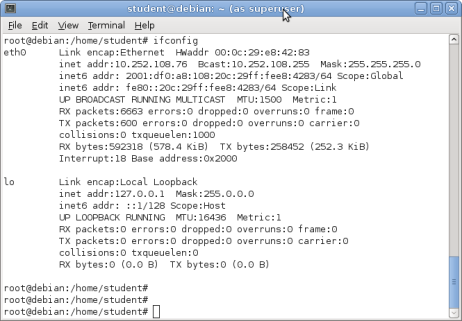 student@debian: ~ (as superuser)
File Edit View Terminal Help
root@debian:/home/student# ifconfig
eth0      Link encap:Ethernet  HWaddr 00:0c:29:e8:42:83
          inet addr:10.252.108.76  Bcast:10.252.108.255  Mask:255.255.255.0
          inet6 addr: 2001:df0:a8:108:20c:29ff:fee8:4283/64 Scope:Global
          inet6 addr: fe80::20c:29ff:fee8:4283/64 Scope:Link
          UP BROADCAST RUNNING MULTICAST  MTU:1500  Metric:1
          RX packets:6663 errors:0 dropped:0 overruns:0 frame:0
          TX packets:600 errors:0 dropped:0 overruns:0 carrier:0
          collisions:0 txqueuelen:1000
          RX bytes:592318 (578.4 KiB)  TX bytes:258452 (252.3 KiB)
          Interrupt:18 Base address:0x2000
lo        Link encap:Local Loopback
          inet addr:127.0.0.1  Mask:255.0.0.0
          inet6 addr: ::1/128 Scope:Host
          UP LOOPBACK RUNNING  MTU:16436  Metric:1
          RX packets:0 errors:0 dropped:0 overruns:0 frame:0
          TX packets:0 errors:0 dropped:0 overruns:0 carrier:0
          collisions:0 txqueuelen:0
          RX bytes:0 (0.0 B)  TX bytes:0 (0.0 B)
root@debian:/home/student#
root@debian:/home/student#
root@debian:/home/student#